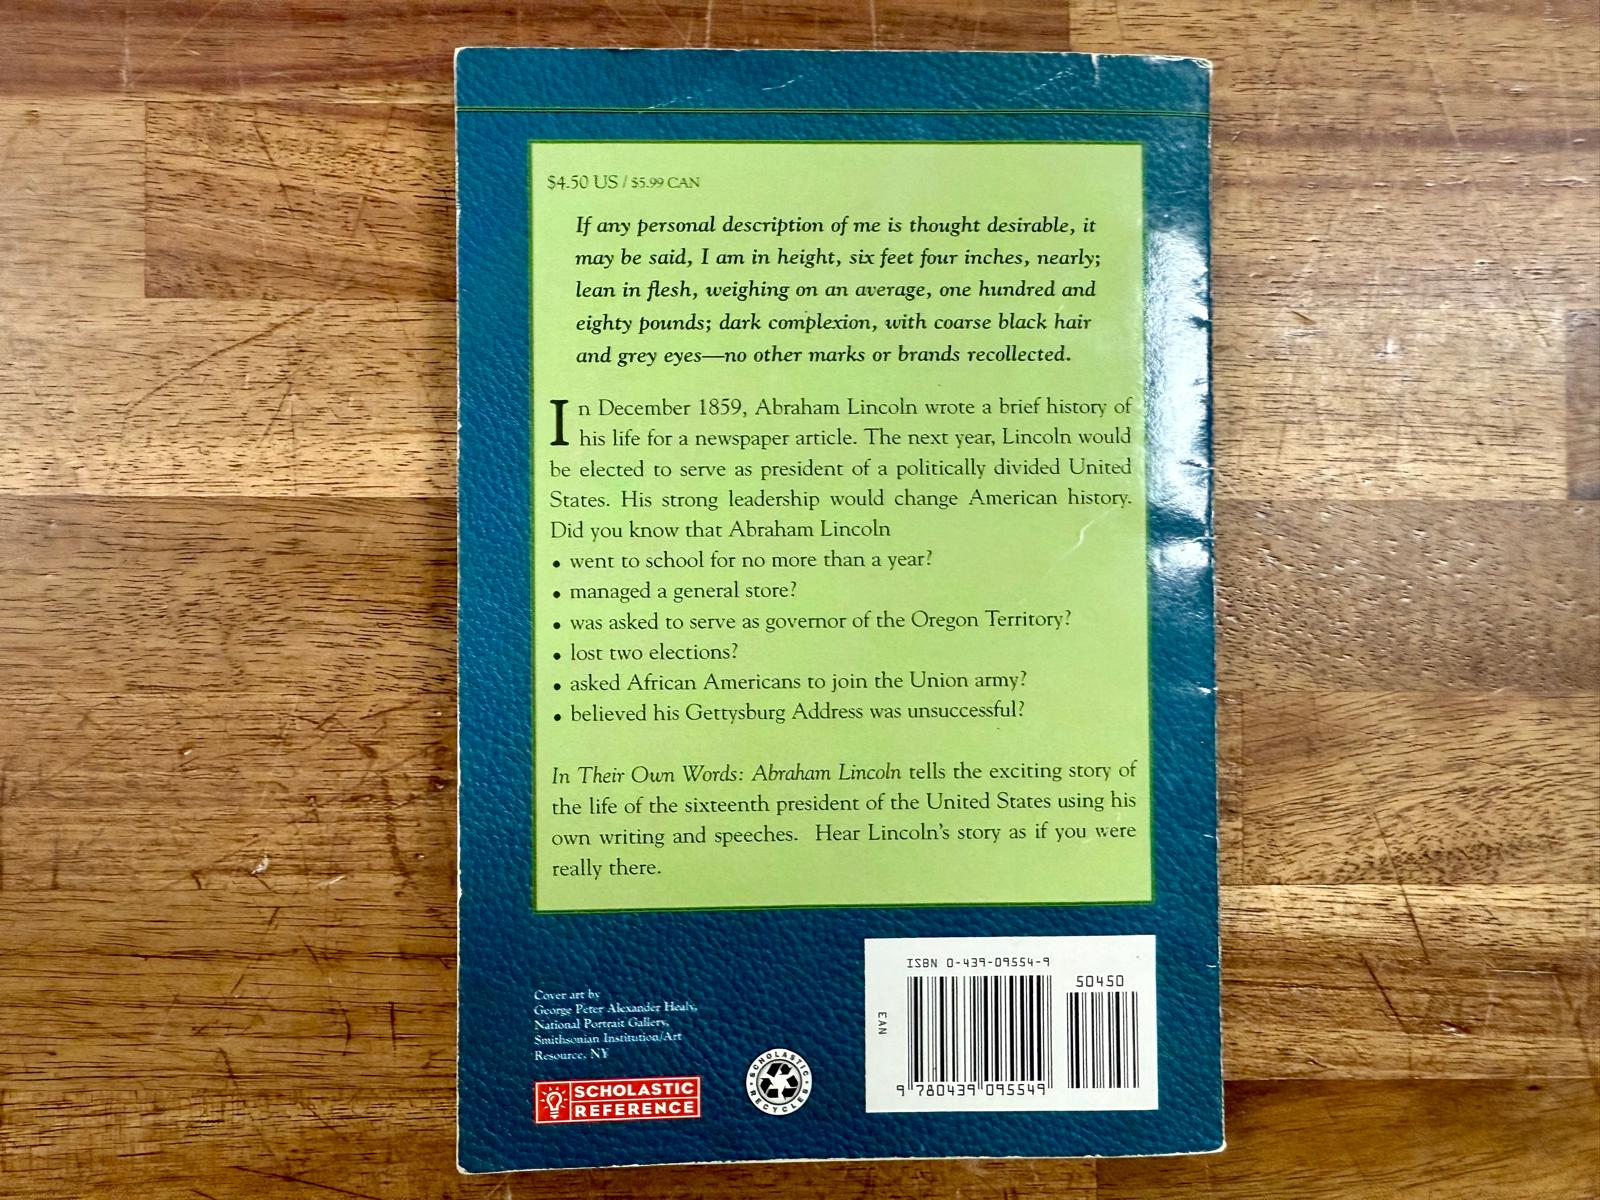 $4.50 US / $5.99 CAN
If any personal description of me is thought desirable, it
may be said, I am in height, six feet four inches, nearly;
lean in flesh, weighing on an average, one hundred and
eighty pounds; dark complexion, with coarse black hair
and grey eyes—no other marks or brands recollected.
In December 1859, Abraham Lincoln wrote a brief history of
his life for a newspaper article. The next year, Lincoln would
be elected to serve as president of a politically divided United
States. His strong leadership would change American history.
Did you know that Abraham Lincoln
• went to school for no more than a year?
• managed a general store?
• was asked to serve as governor of the Oregon Territory?
• lost two elections?
• asked African Americans to join the Union army?
• believed his Gettysburg Address was unsuccessful?
In Their Own Words: Abraham Lincoln tells the exciting story of
the life of the sixteenth president of the United States using his
own writing and speeches. Hear Lincoln's story as if you were
really there.
Cover art by
George Peter Alexander Healy,
National Portrait Gallery,
Smithsonian Institution/Art
Resource, NY
SCHOLASTIC
REFERENCE
SCHOLASTIC
RECYCLES
ISBN 0-439-09554-9
50450
EAN
9 780439 095549